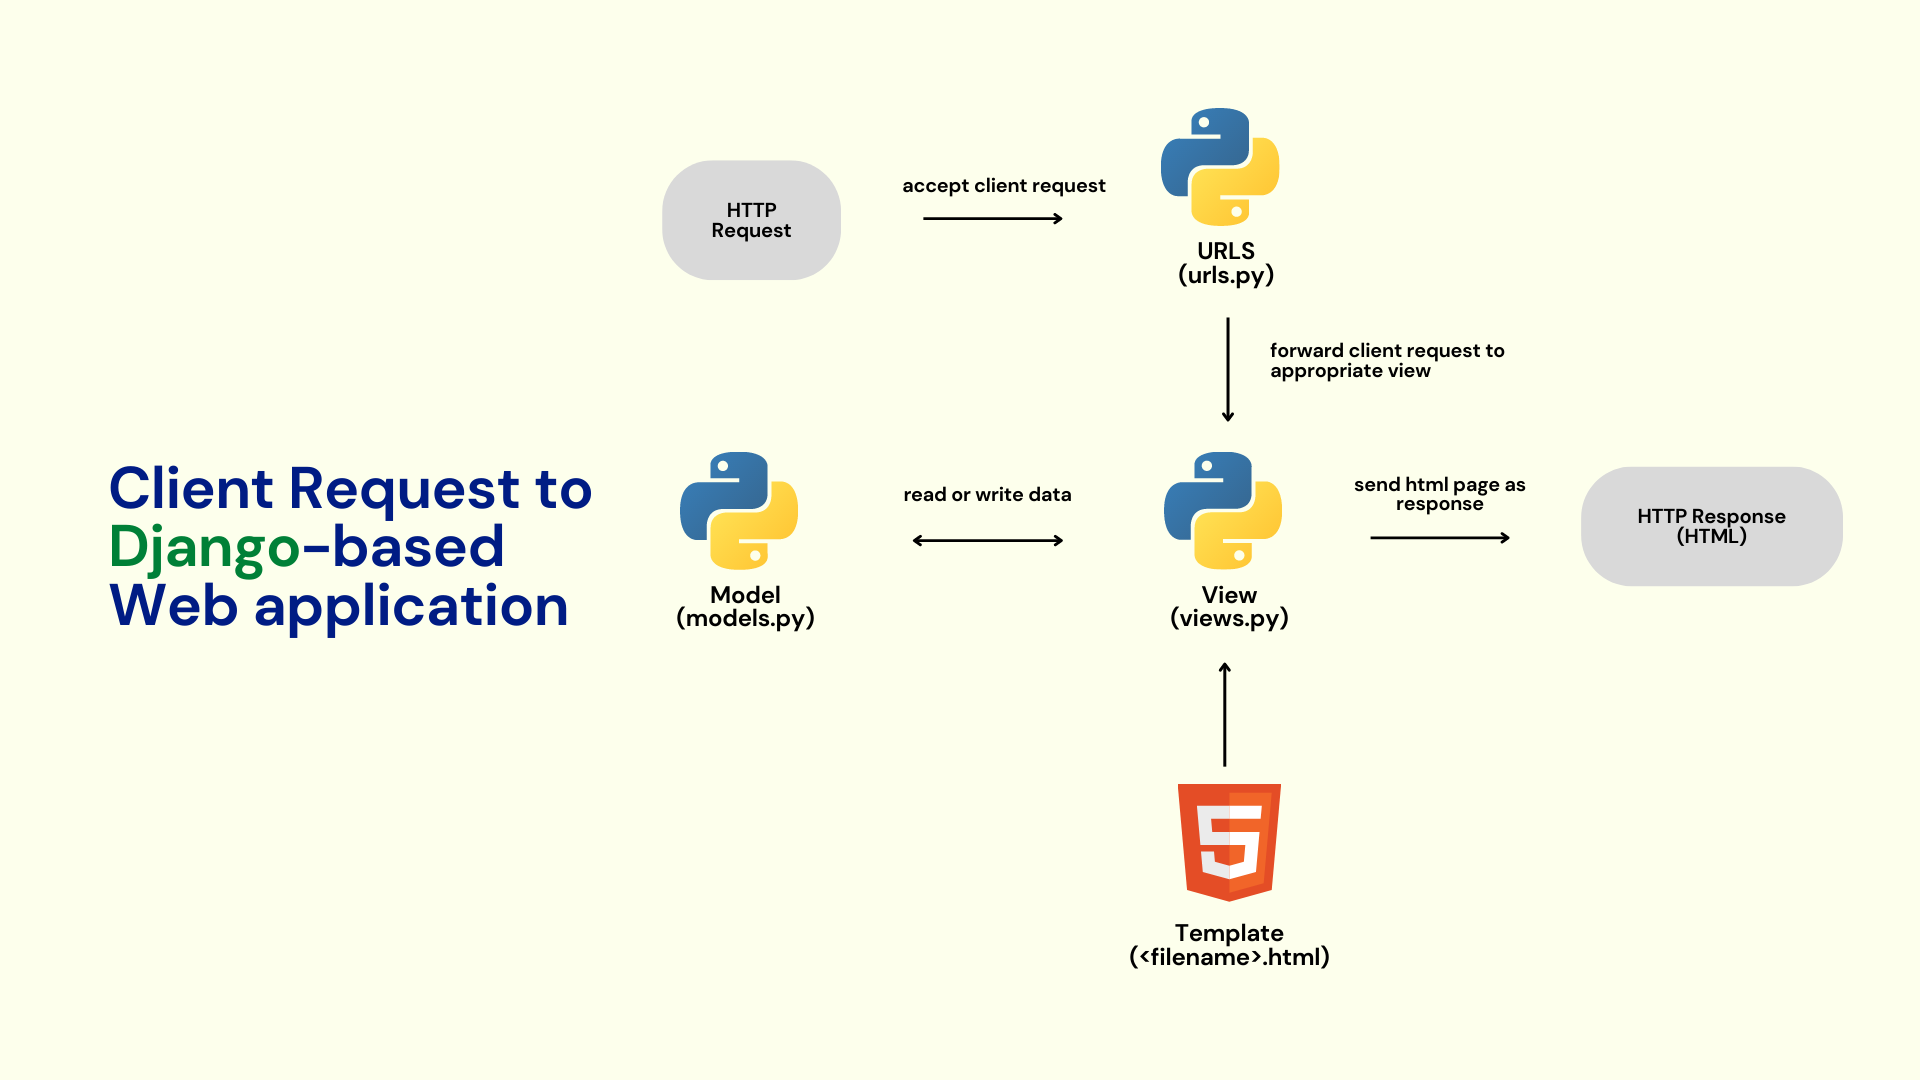 HTTP
Request
accept client request
URLS
(urls.py)
forward client request to
appropriate view
Client Request to
Django-based
Web application
Model
(models.py)
read or write data
View
(views.py)
send html page as
response
HTTP Response
(HTML)
Template
(<filename>.html)